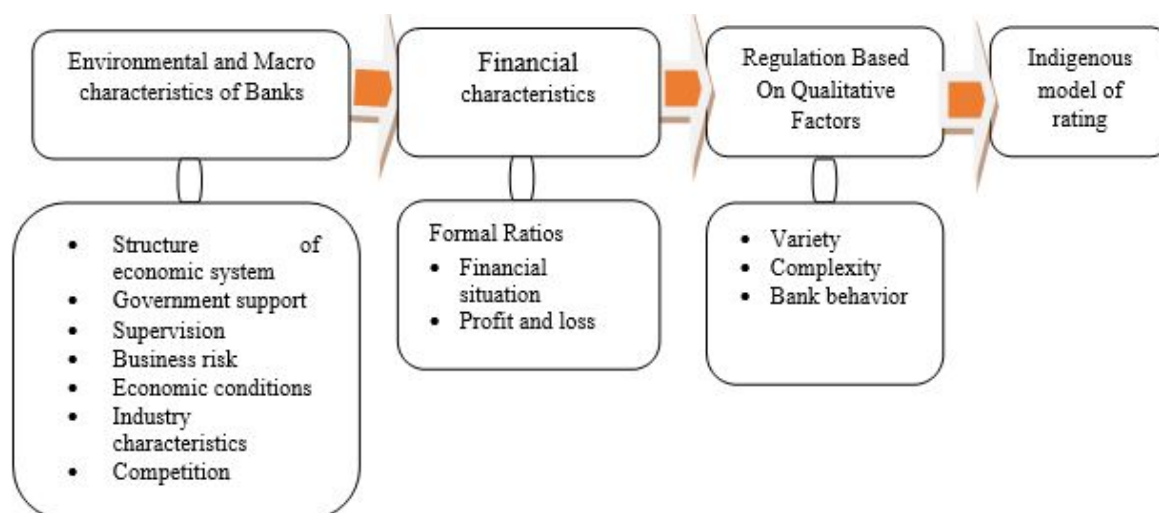 Environmental and Macro
characteristics of Banks
Financial
characteristics
Regulation Based
On Qualitative
Factors
Indigenous
model of
rating
• Structure of
economic system
• Government support
• Supervision
• Business risk
• Economic conditions
• Industry
characteristics
• Competition
Formal Ratios
• Financial
situation
• Profit and loss
• Variety
• Complexity
• Bank behavior